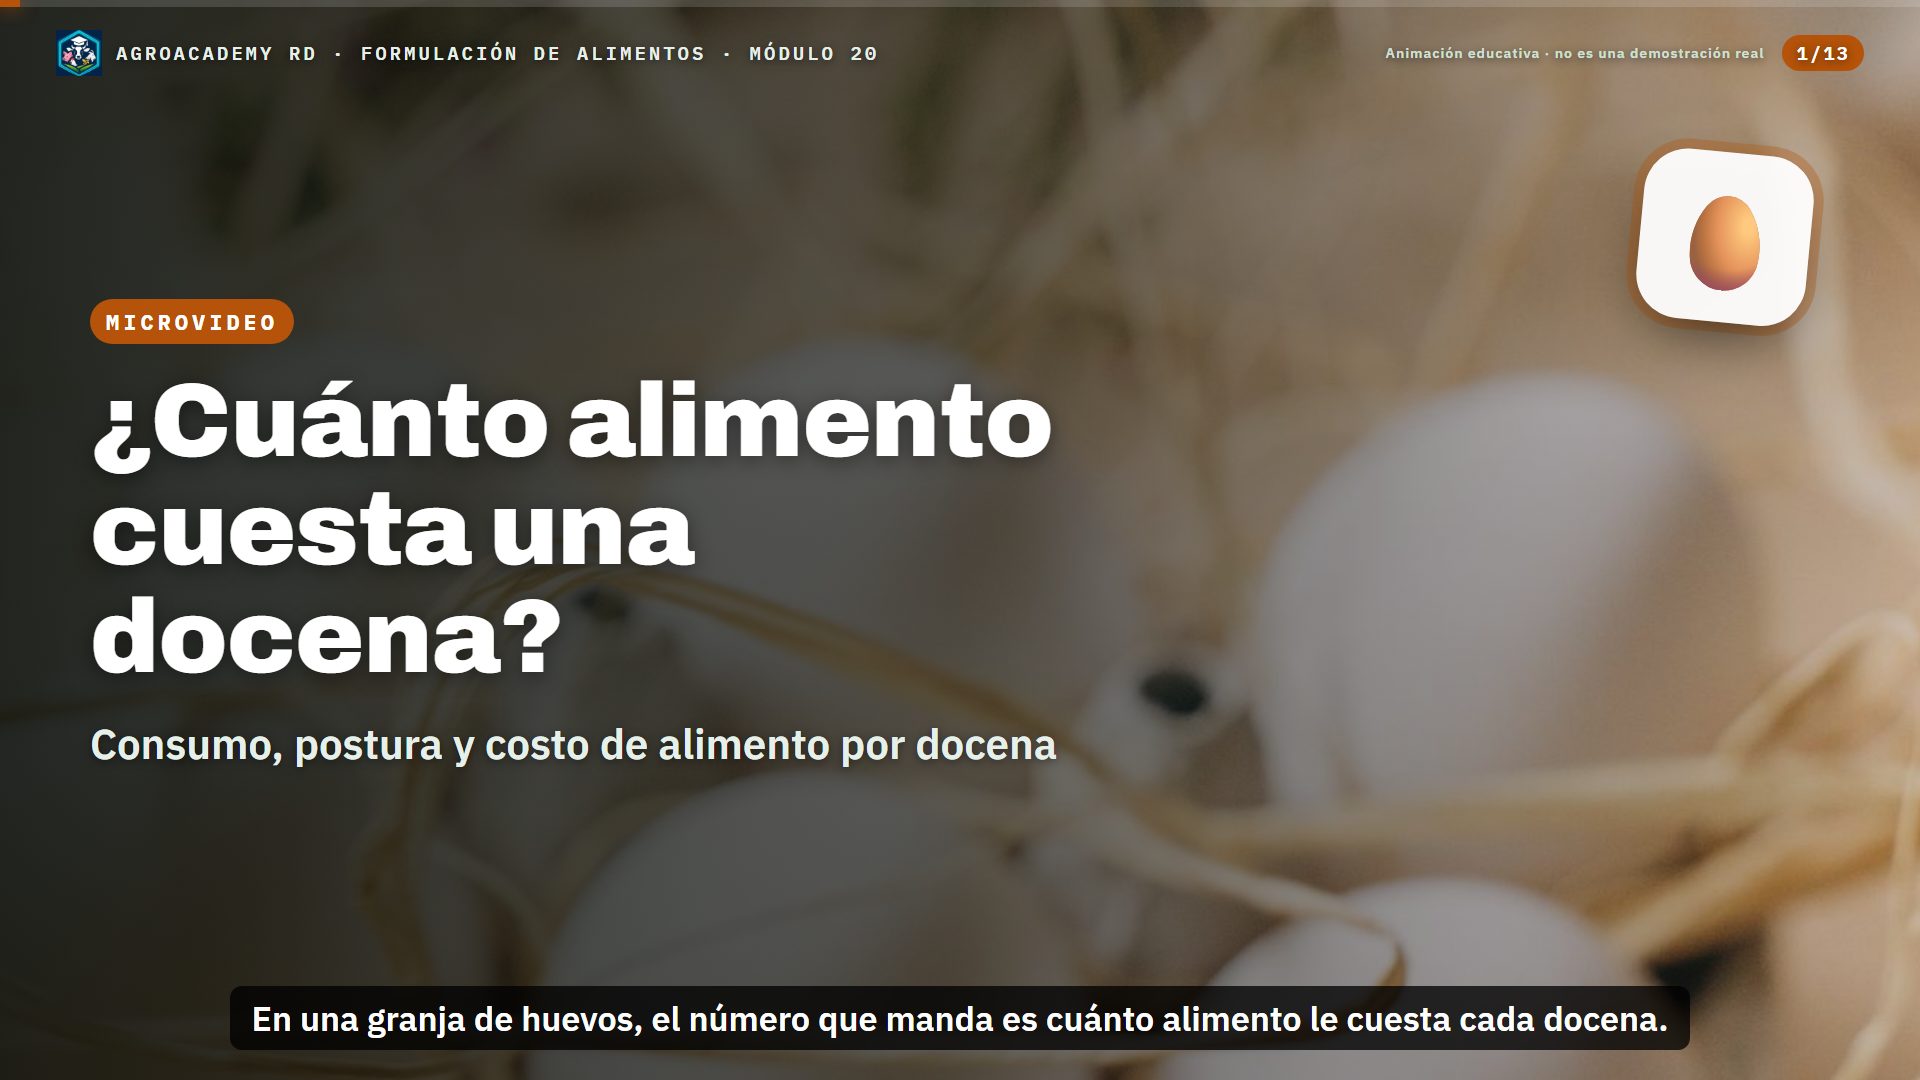 AGROACADEMY RD · FORMULACIÓN DE ALIMENTOS · MÓDULO 20
Animación educativa · no es una demostración real
1/13
MICROVIDEO
¿Cuánto alimento
cuesta una
docena?
Consumo, postura y costo de alimento por docena
En una granja de huevos, el número que manda es cuánto alimento le cuesta cada docena.